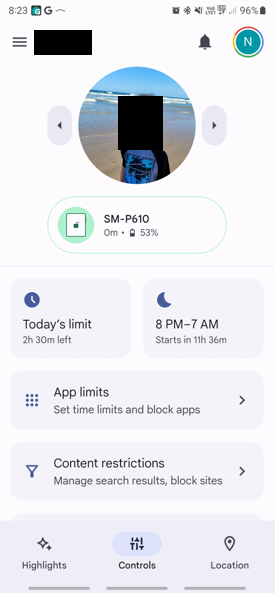 8:23
96%
N
SM-P610
0m • 53%
Today's limit
2h 30m left
8 PM–7 AM
Starts in 11h 36m
App limits
Set time limits and block apps
Content restrictions
Manage search results, block sites
Highlights
Controls
Location